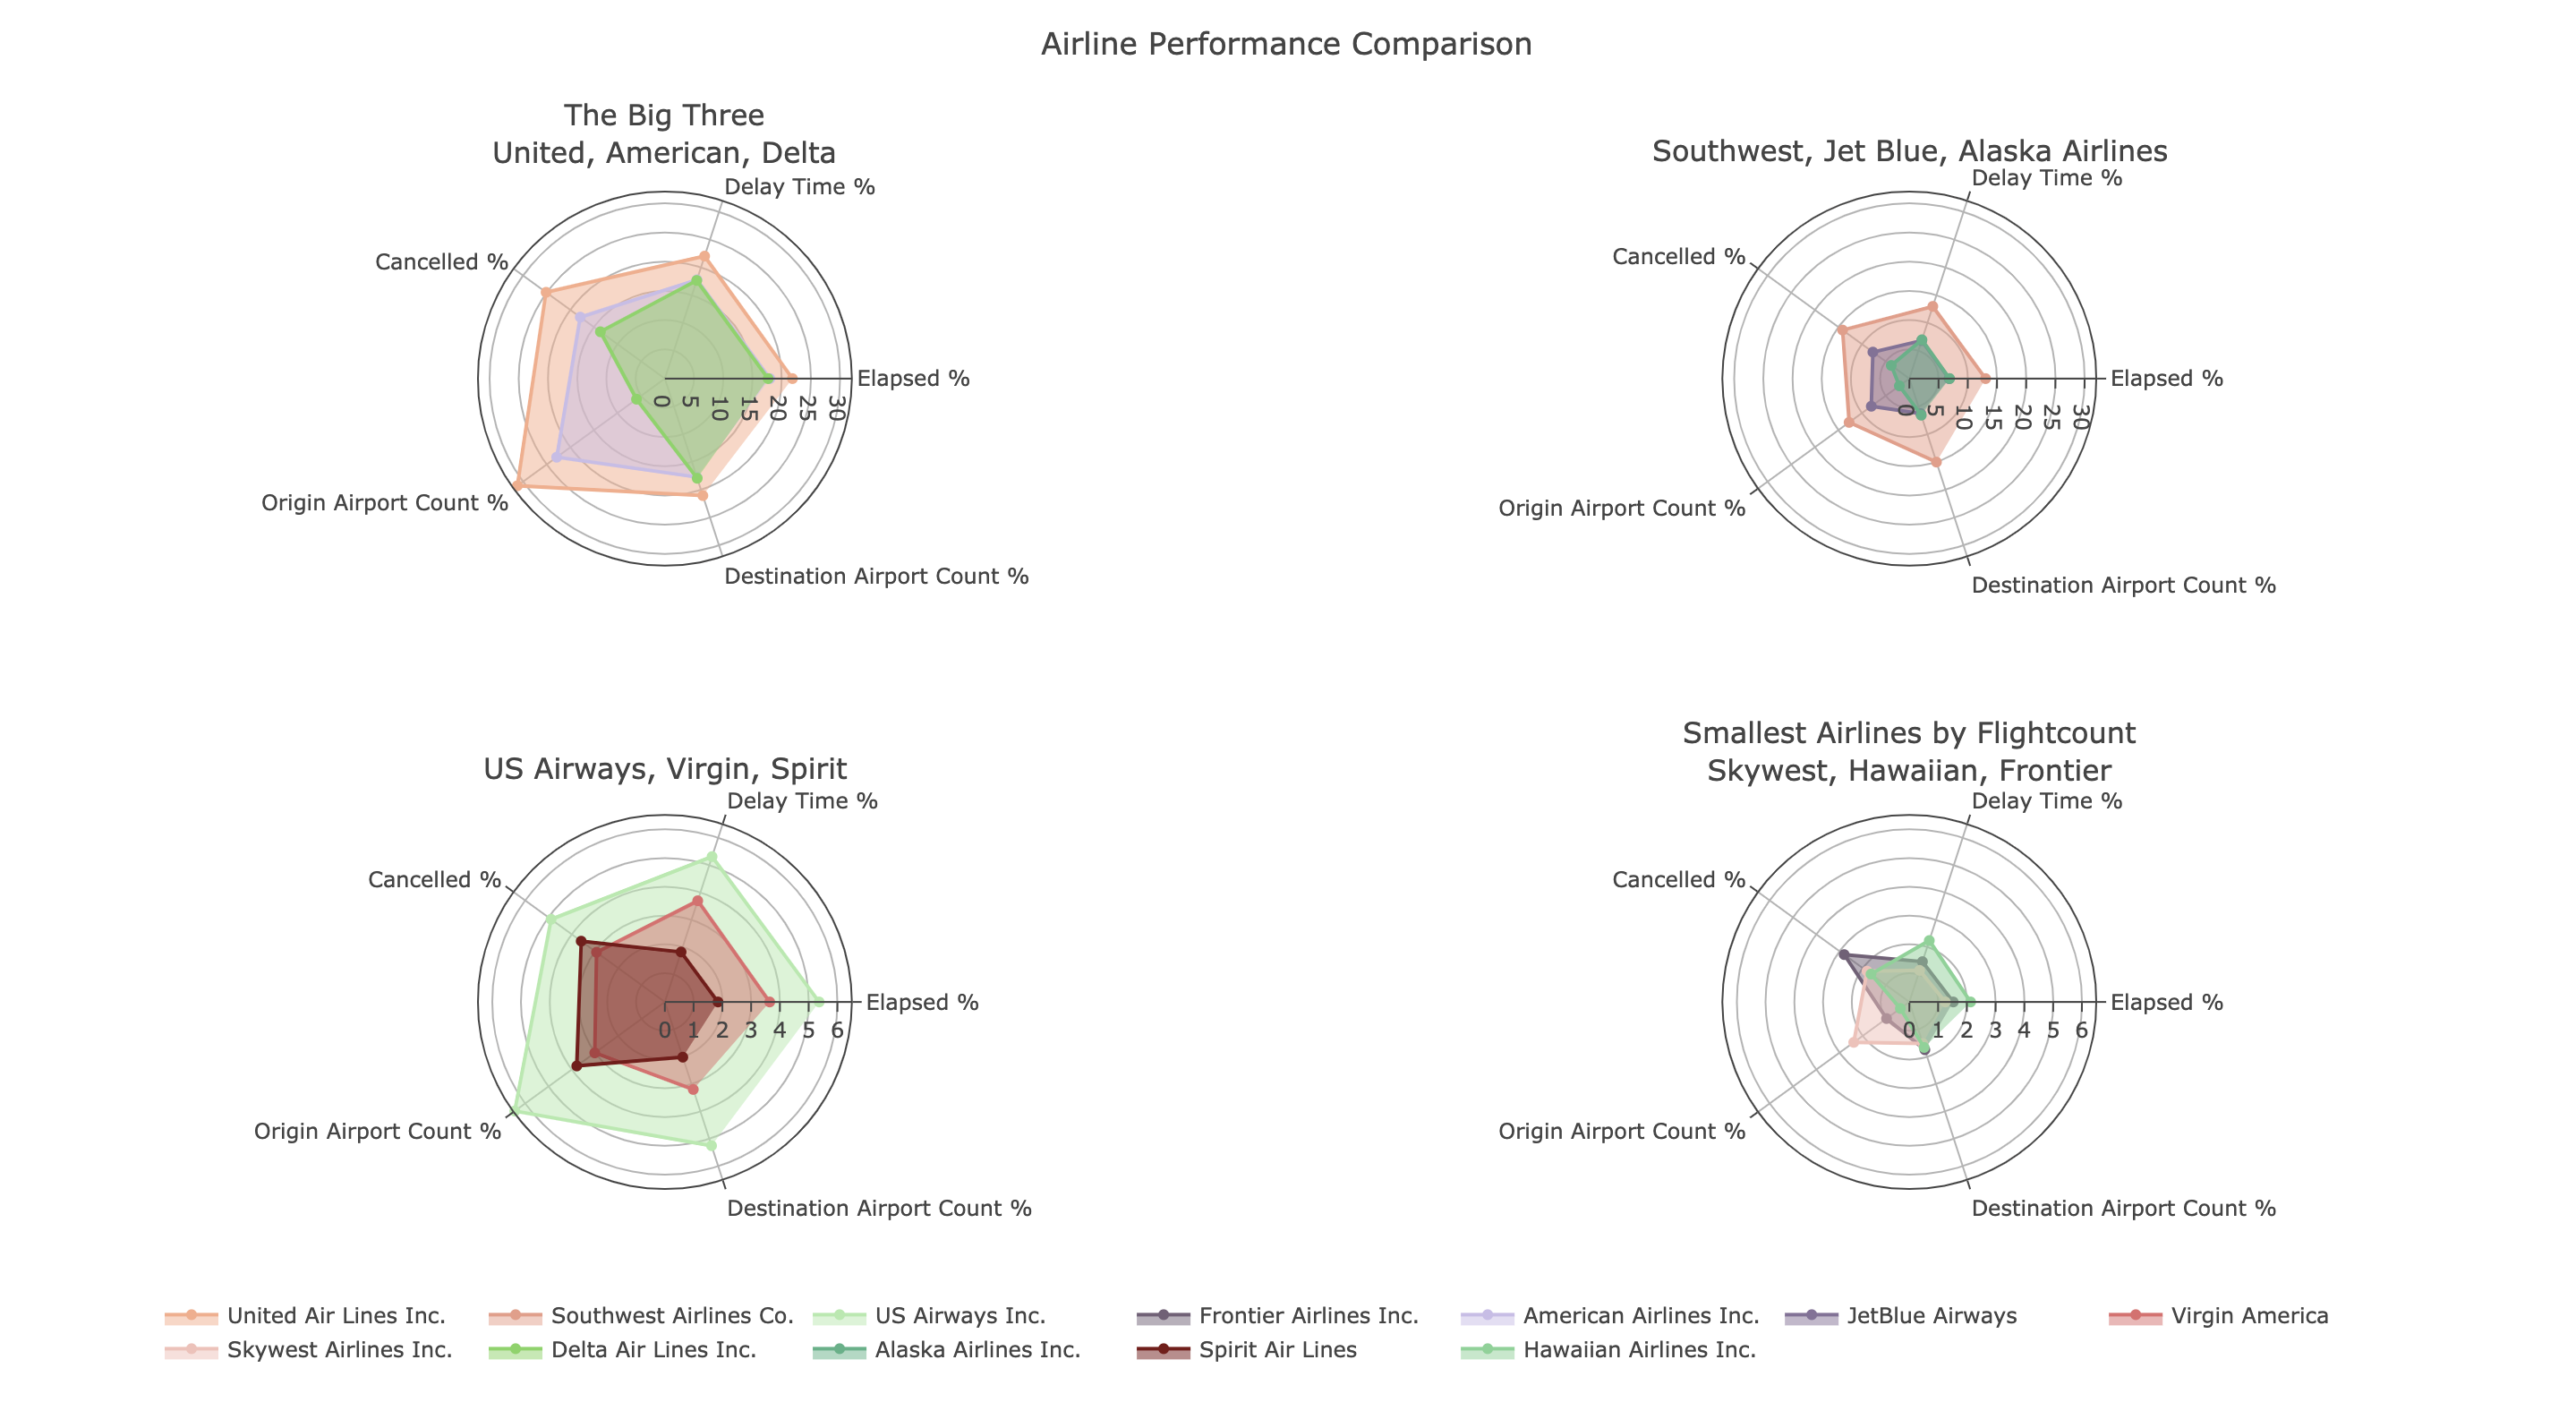 Airline Performance Comparison
The Big Three
United, American, Delta
Delay Time %
Cancelled %
Elapsed %
0 5 10 15 20 25 30
Origin Airport Count %
Destination Airport Count %
Southwest, Jet Blue, Alaska Airlines
Delay Time %
Cancelled %
Elapsed %
0 5 10 15 20 25 30
Origin Airport Count %
Destination Airport Count %
US Airways, Virgin, Spirit
Delay Time %
Cancelled %
Elapsed %
0 1 2 3 4 5 6
Origin Airport Count %
Destination Airport Count %
Smallest Airlines by Flightcount
Skywest, Hawaiian, Frontier
Delay Time %
Cancelled %
Elapsed %
0 1 2 3 4 5 6
Origin Airport Count %
Destination Airport Count %
United Air Lines Inc. Southwest Airlines Co. US Airways Inc. Frontier Airlines Inc. American Airlines Inc. JetBlue Airways Virgin America
Skywest Airlines Inc. Delta Air Lines Inc. Alaska Airlines Inc. Spirit Air Lines Hawaiian Airlines Inc.